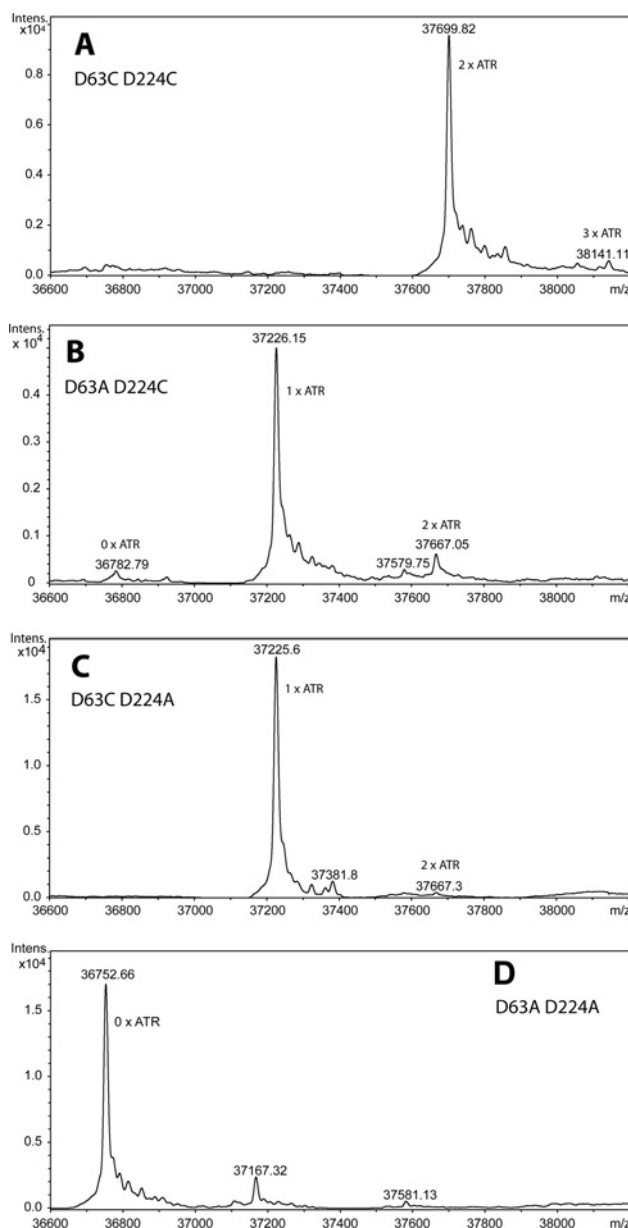 Intens.
x10⁴
A
D63C D224C
37699.82
2 x ATR
3 x ATR
38141.11
0.8
0.6
0.4
0.2
0.0
36600 36800 37000 37200 37400 37600 37800 38000 m/z
Intens.
x 10⁴
B
D63A D224C
37226.15
1 x ATR
0 x ATR
36782.79
2 x ATR
37579.75
37667.05
0.4
0.3
0.2
0.1
0
36600 36800 37000 37200 37400 37600 37800 38000 m/z
Intens.
x10⁴
C
D63C D224A
37225.6
1 x ATR
37381.8
2 x ATR
37667.3
1.5
1.0
0.5
0.0
36600 36800 37000 37200 37400 37600 37800 38000 m/z
Intens.
x10⁴
D
D63A D224A
36752.66
0 x ATR
37167.32
37581.13
1.5
1.0
0.5
0.0
36600 36800 37000 37200 37400 37600 37800 38000 m/z